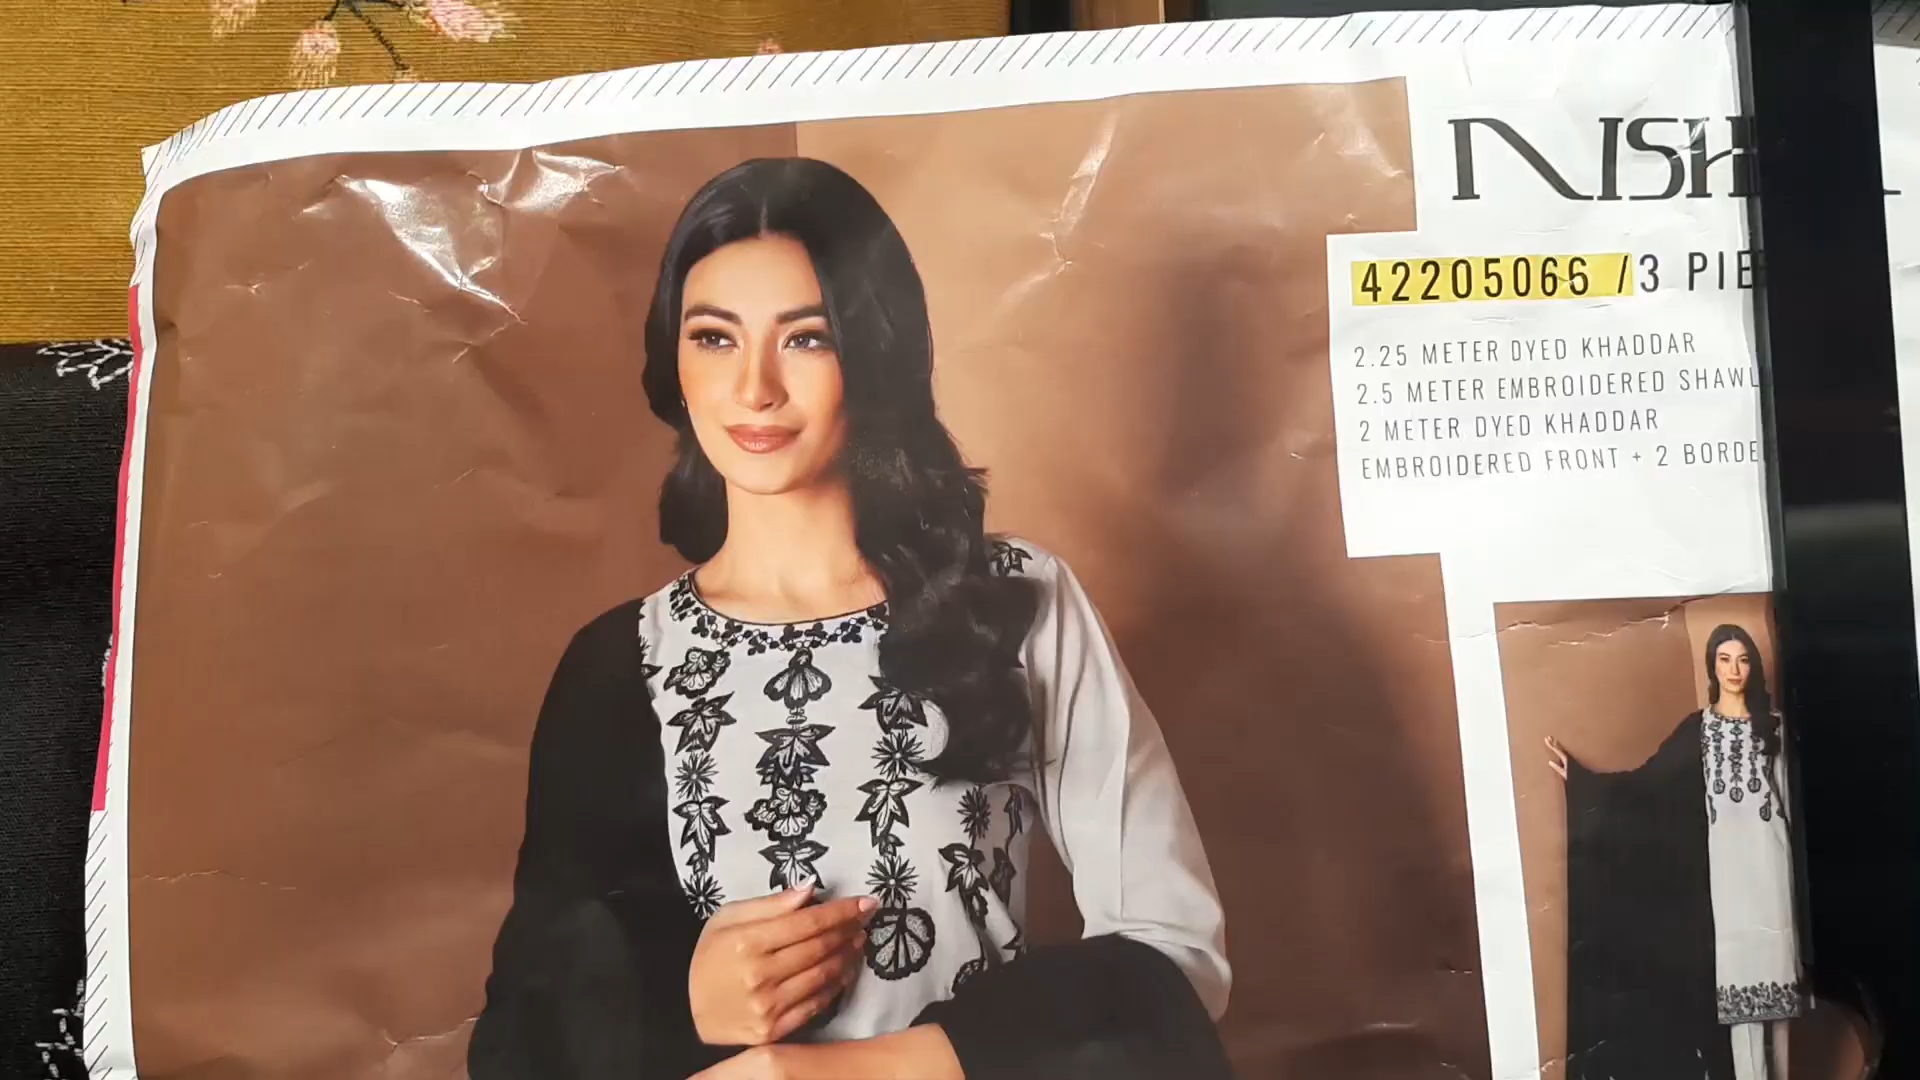 NISH
42205066 /3 PIE
2.25 METER DYED KHADDAR
2.5 METER EMBROIDERED SHAWL
2 METER DYED KHADDAR
EMBROIDERED FRONT + 2 BORDE